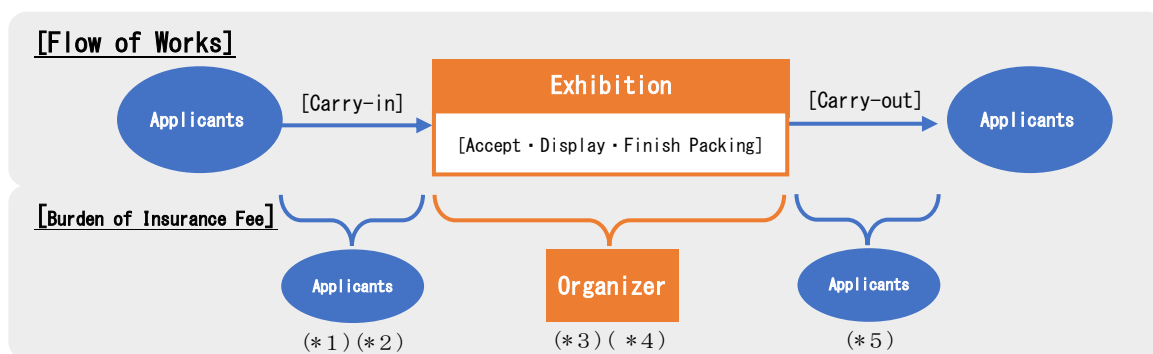 [Flow of Works]
Applicants
[Carry-in]
Exhibition
[Accept・Display・Finish Packing]
[Carry-out]
Applicants
[Burden of Insurance Fee]
Applicants
(*1)(*2)
Organizer
(*3)( *4)
Applicants
(*5)